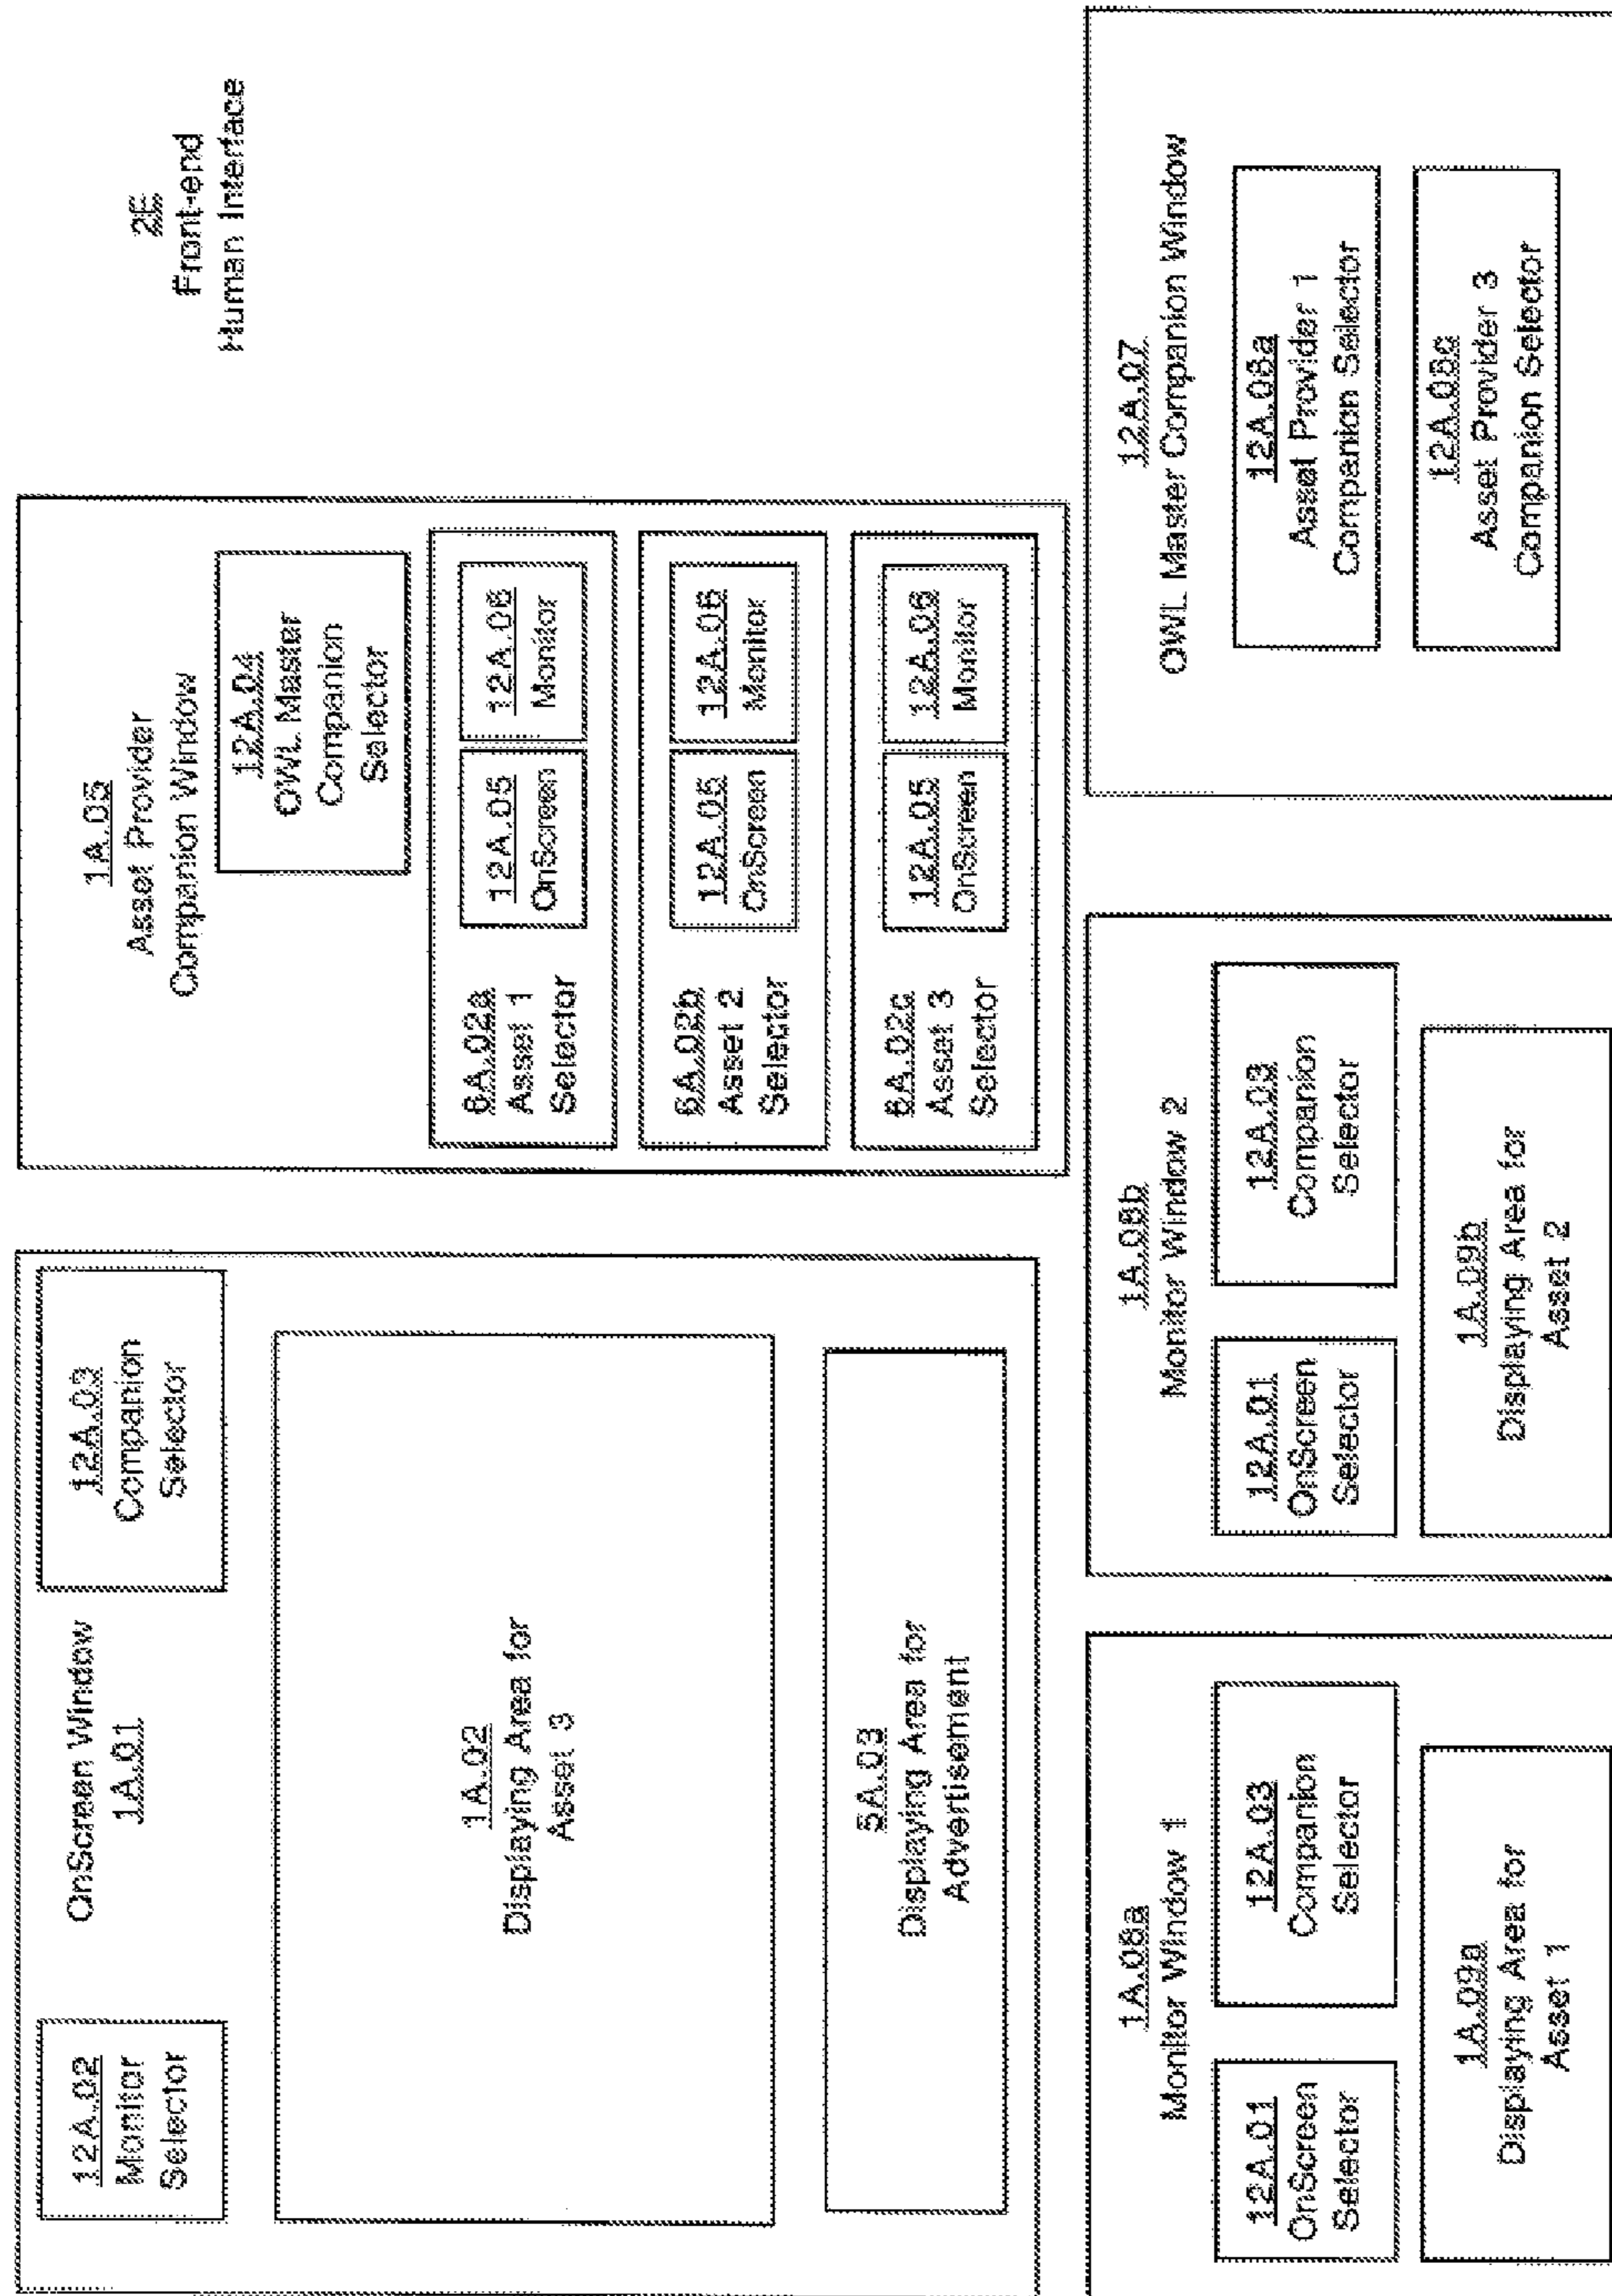 12A.02
Monitor
Selector
OnScreen Window
1A.01
12A.03
Companion
Selector
1A.02
Displaying Area for
Asset 3
5A.03
Displaying Area for
Advertisement
1A.05
Asset Provider
Companion Window
12A.04
OWL Master
Companion
Selector
6A.02a
Asset 1
Selector
12A.05
OnScreen
12A.06
Monitor
6A.02b
Asset 2
Selector
12A.05
OnScreen
12A.06
Monitor
6A.02c
Asset 3
Selector
12A.05
OnScreen
12A.06
Monitor
2E
Front-end
Human Interface
1A.08a
Monitor Window 1
12A.01
OnScreen
Selector
12A.03
Companion
Selector
1A.09a
Displaying Area for
Asset 1
1A.08b
Monitor Window 2
12A.01
OnScreen
Selector
12A.03
Companion
Selector
1A.09b
Displaying Area for
Asset 2
12A.07
OWL Master Companion Window
12A.08a
Asset Provider 1
Companion Selector
12A.08c
Asset Provider 3
Companion Selector